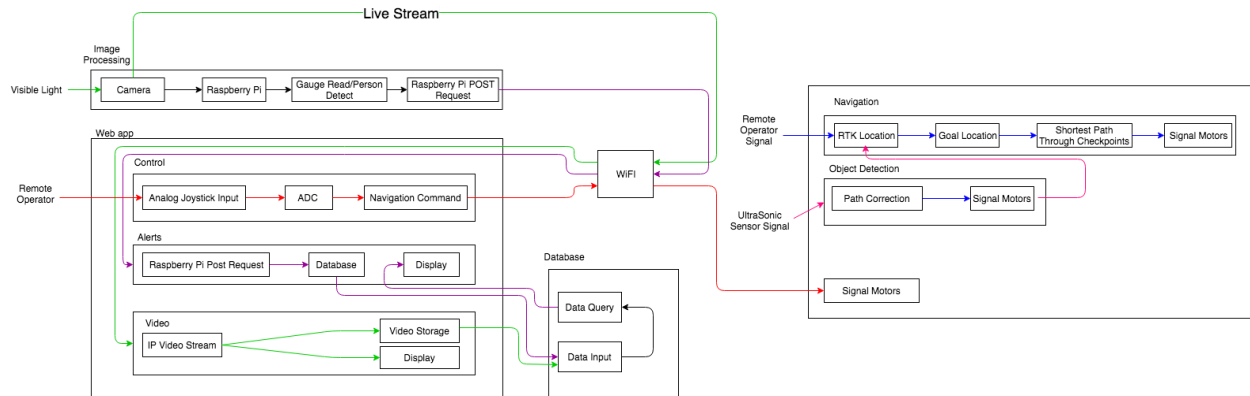 Live Stream
Image
Processing
Visible Light
Camera
Raspberry Pi
Gauge Read/Person
Detect
Raspberry Pi POST
Request
Web app
Control
Remote
Operator
Analog Joystick Input
ADC
Navigation Command
WiFI
Alerts
Raspberry Pi Post Request
Database
Display
Video
IP Video Stream
Video Storage
Display
Database
Data Query
Data Input
Navigation
Remote
Operator
Signal
RTK Location
Goal Location
Shortest Path
Through Checkpoints
Signal Motors
Object Detection
UltraSonic
Sensor Signal
Path Correction
Signal Motors
Signal Motors